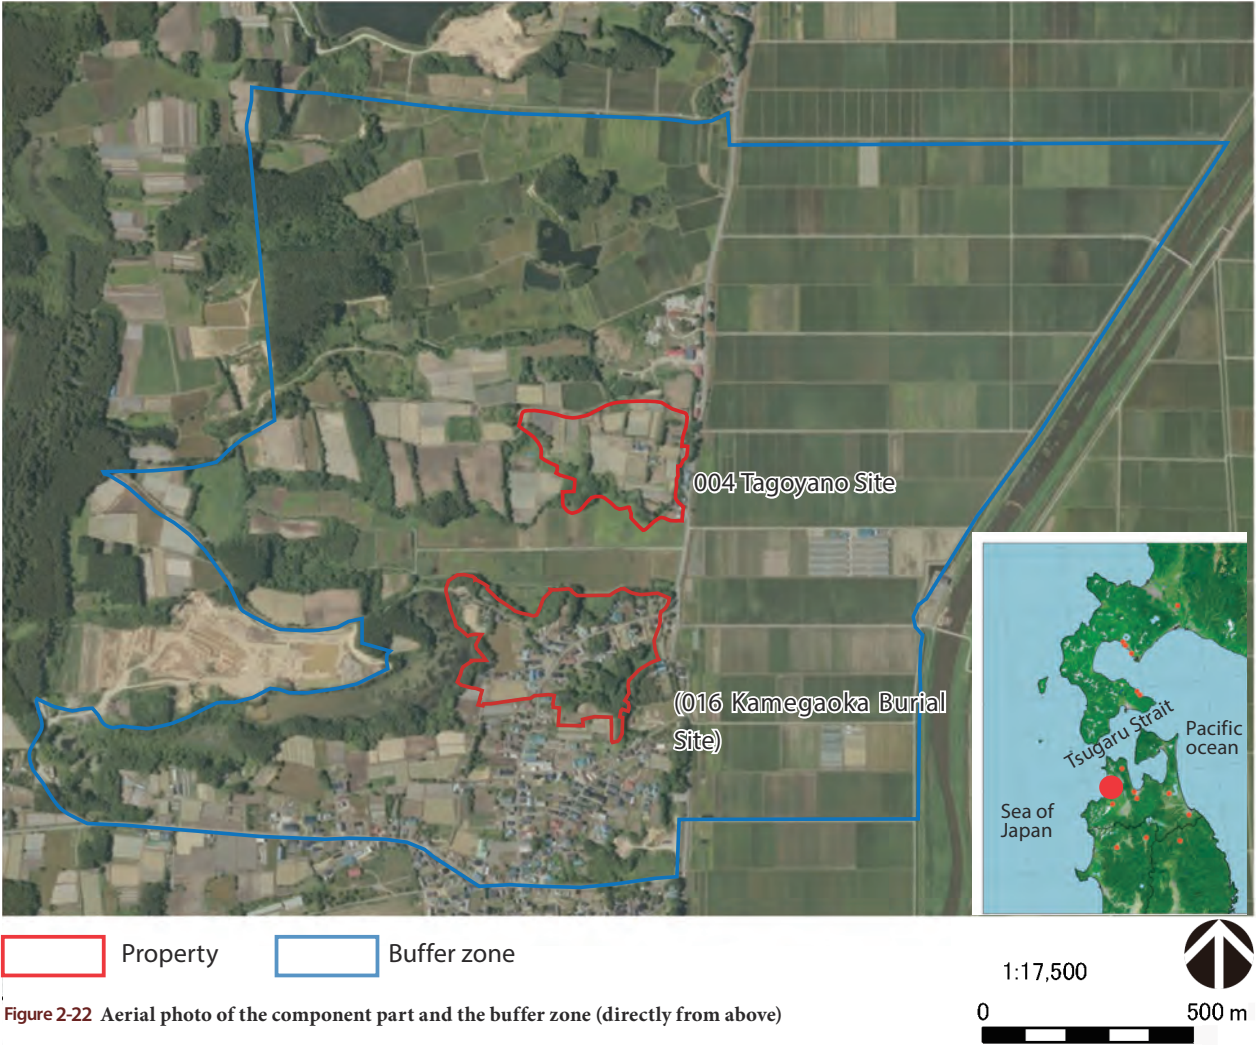 004 Tagoyano Site
(016 Kamegaoka Burial
Site)
Tsugaru Strait
Pacific
ocean
Sea of
Japan
Property
Buffer zone
1:17,500
0 500 m
Figure 2-22 Aerial photo of the component part and the buffer zone (directly from above)